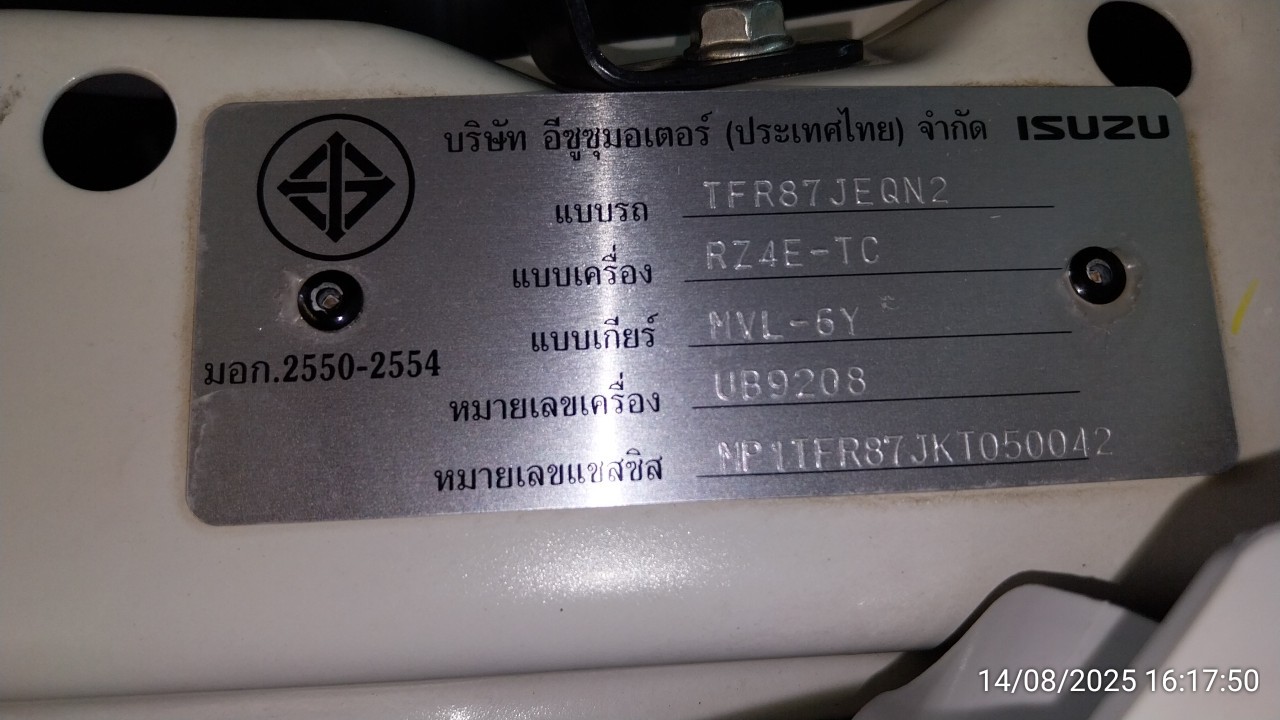 บริษัท อีซูซุมอเตอร์ (ประเทศไทย) จำกัด ISUZU
แบบรถ TFR87JEQN2
แบบเครื่อง RZ4E-TC
แบบเกียร์ MVL-6Y
มอก.2550-2554
หมายเลขเครื่อง UB9208
หมายเลขแชสซิส MP1TFR87JKT050042
14/08/2025 16:17:50